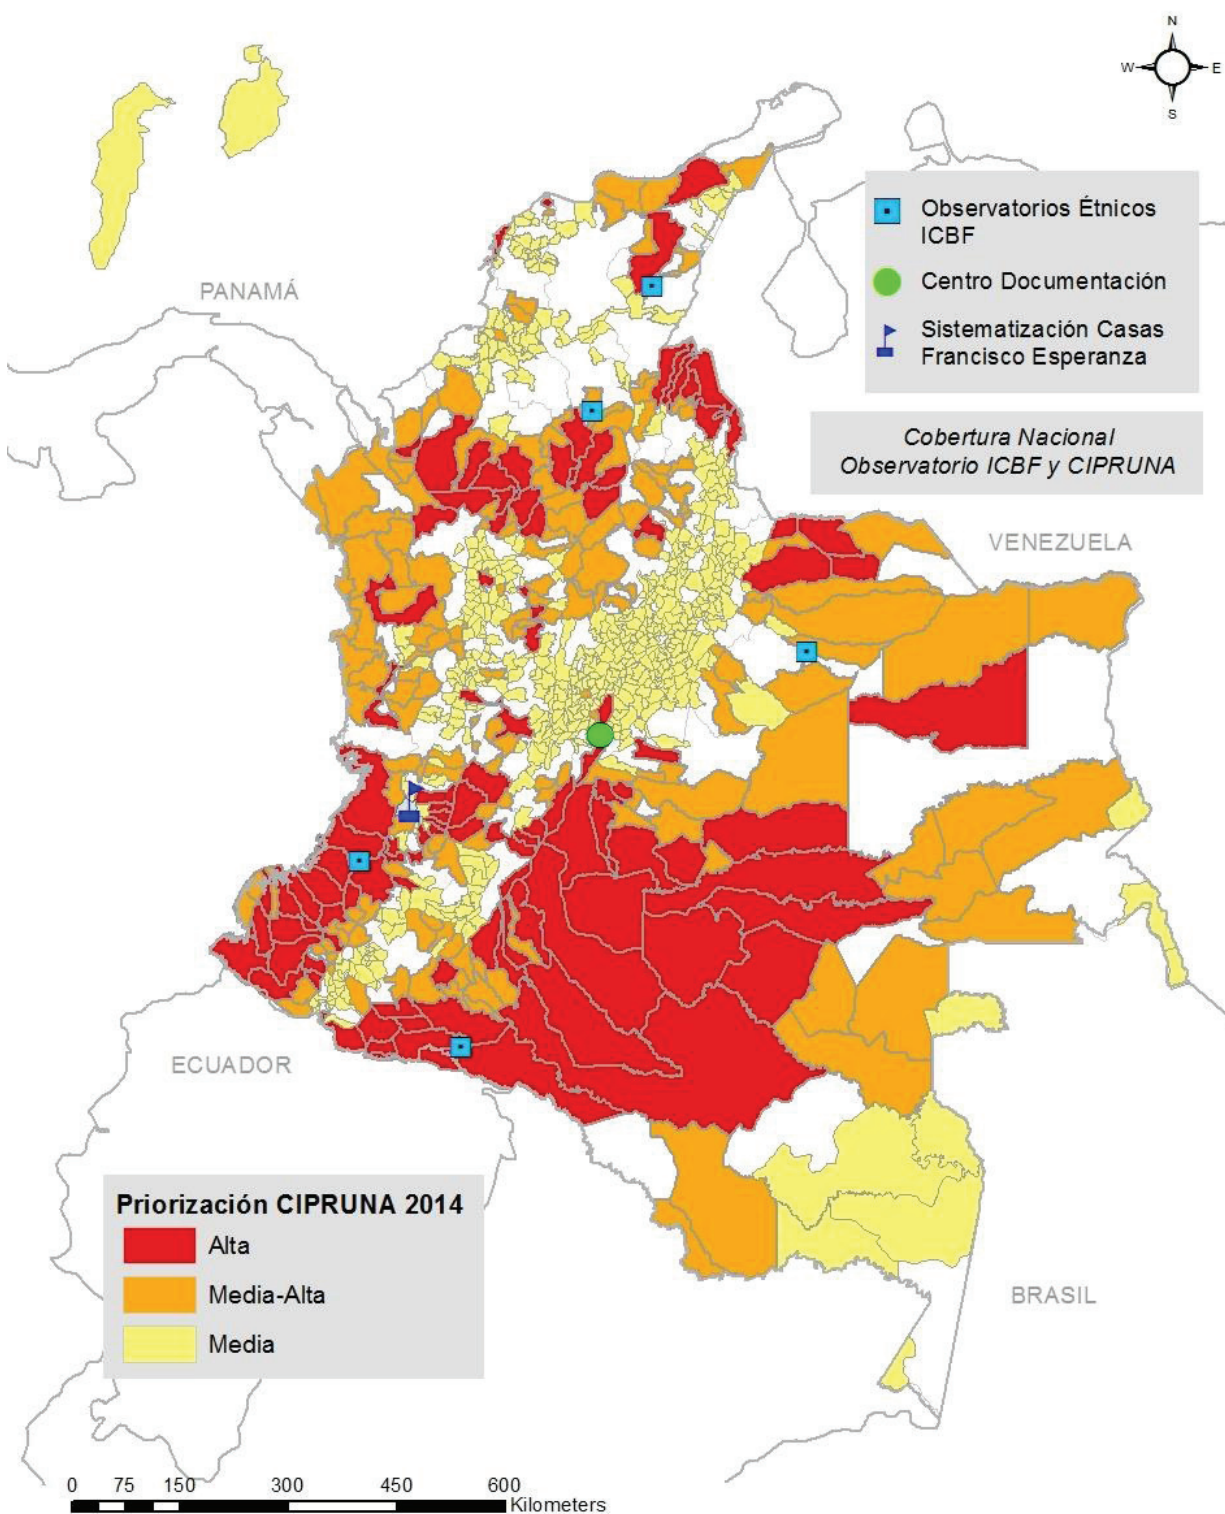 N
W E
S
Observatorios Étnicos
ICBF
Centro Documentación
Sistematización Casas
Francisco Esperanza
PANAMÁ
Cobertura Nacional
Observatorio ICBF y CIPRUNA
VENEZUELA
ECUADOR
Priorización CIPRUNA 2014
Alta
Media-Alta
Media
BRASIL
0 75 150 300 450 600
Kilometers